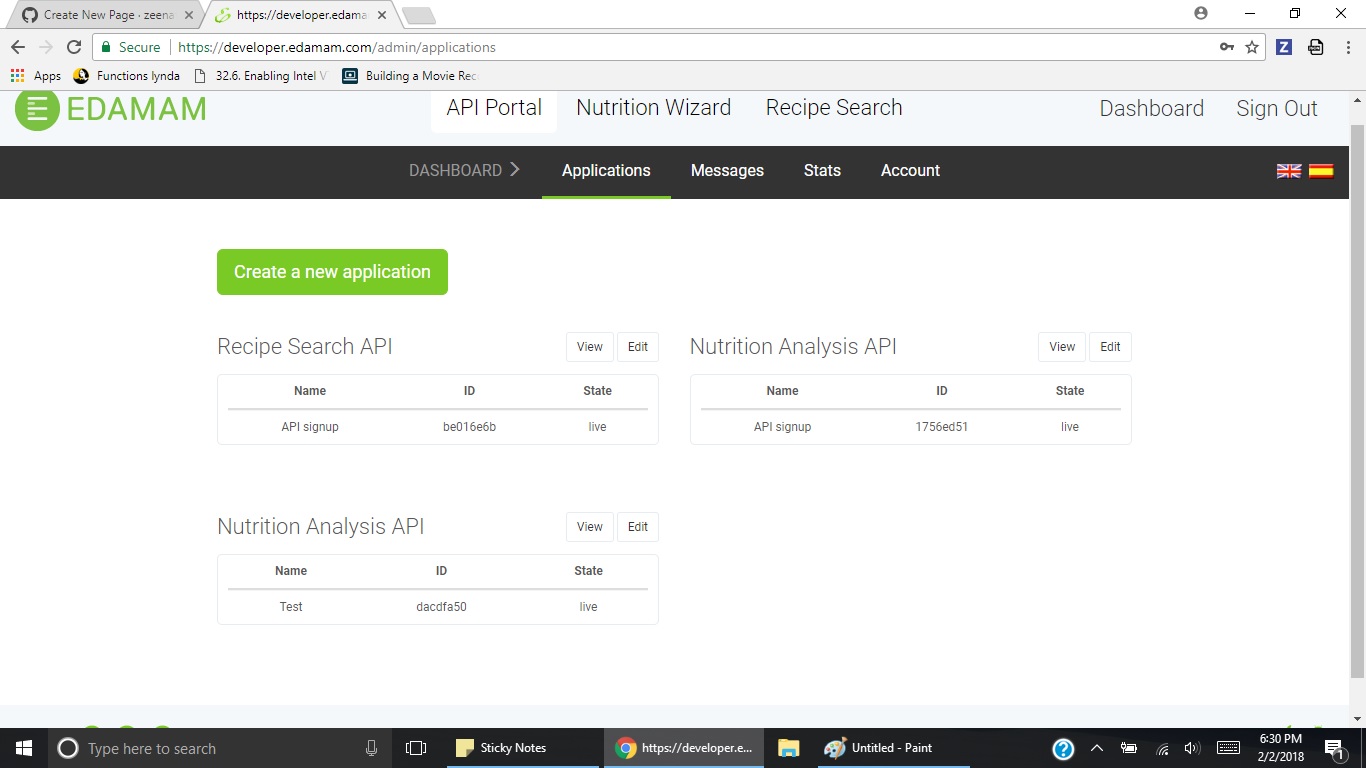 Create New Page · zeena
https://developer.edama
Secure https://developer.edamam.com/admin/applications
Apps Functions lynda 32.6. Enabling Intel V Building a Movie Rec
EDAMAM API Portal Nutrition Wizard Recipe Search Dashboard Sign Out
DASHBOARD Applications Messages Stats Account
Create a new application
Recipe Search API View Edit
Name ID State
API signup be016e6b live
Nutrition Analysis API View Edit
Name ID State
API signup 1756ed51 live
Nutrition Analysis API View Edit
Name ID State
Test dacdfa50 live
Type here to search Sticky Notes https://developer.e... Untitled - Paint
6:30 PM
2/2/2018
1